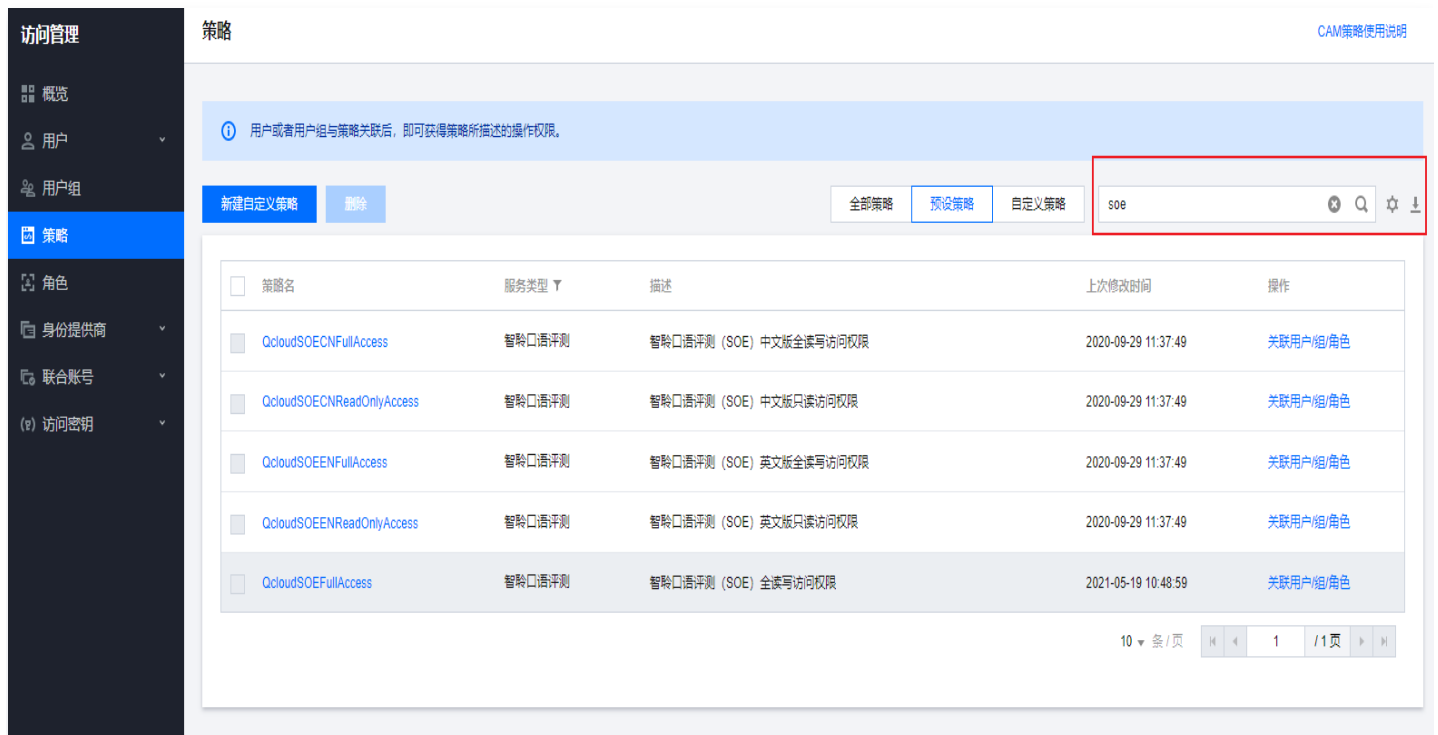 访问管理
概览
用户
用户组
策略
角色
身份提供商
联合账号
访问密钥
策略
CAM策略使用说明
用户或者用户组与策略关联后，即可获得策略所描述的操作权限。
新建自定义策略 删除 全部策略 预设策略 自定义策略 soe
策略名 服务类型 描述 上次修改时间 操作
QcloudSOECNFullAccess 智聆口语评测 智聆口语评测（SOE）中文版全读写访问权限 2020-09-29 11:37:49 关联用户/组/角色
QcloudSOECNReadOnlyAccess 智聆口语评测 智聆口语评测（SOE）中文版只读访问权限 2020-09-29 11:37:49 关联用户/组/角色
QcloudSOEENFullAccess 智聆口语评测 智聆口语评测（SOE）英文版全读写访问权限 2020-09-29 11:37:49 关联用户/组/角色
QcloudSOEENReadOnlyAccess 智聆口语评测 智聆口语评测（SOE）英文版只读访问权限 2020-09-29 11:37:49 关联用户/组/角色
QcloudSOEFullAccess 智聆口语评测 智聆口语评测（SOE）全读写访问权限 2021-05-19 10:48:59 关联用户/组/角色
10 条/页 1 /1页